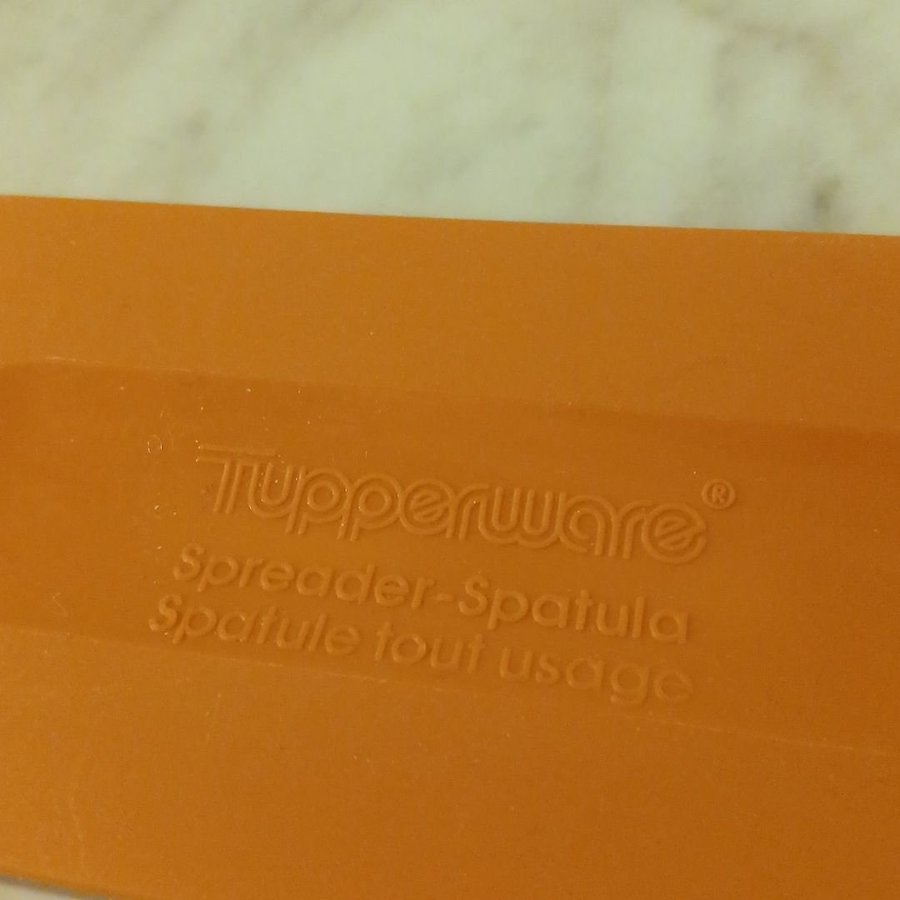 Tupperware®
Spreader-Spatula
Spatule tout usage